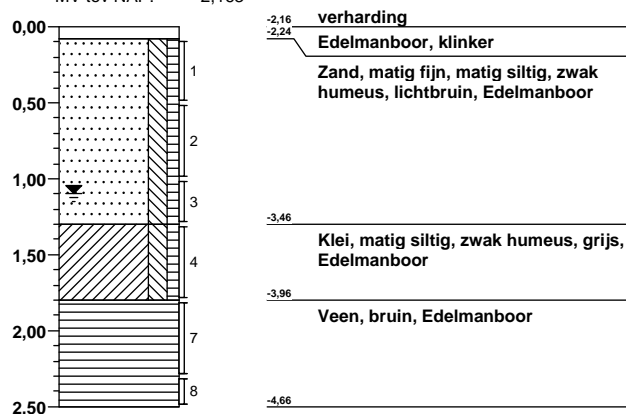 0,00
0,50
1,00
1,50
2,00
2,50
1
2
3
4
7
8
-2,16
verharding
-2,24
Edelmanboor, klinker
Zand, matig fijn, matig siltig, zwak
humeus, lichtbruin, Edelmanboor
-3,46
Klei, matig siltig, zwak humeus, grijs,
Edelmanboor
-3,96
Veen, bruin, Edelmanboor
-4,66